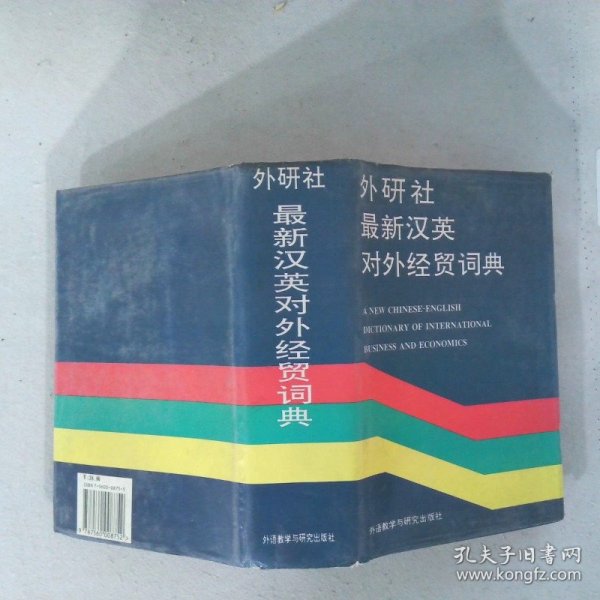 外研社
最新汉英
对外经贸词典
A NEW CHINESE-ENGLISH
DICTIONARY OF INTERNATIONAL
BUSINESS AND ECONOMICS
外语教学与研究出版社
外研社
最新汉英对外经贸词典
外语教学与研究出版社
孔夫子旧书网
www.kongfz.com